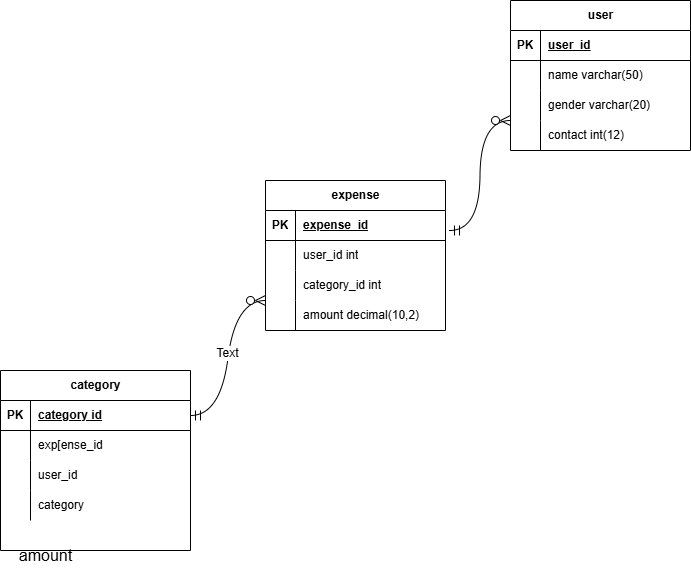 user
PK user_id
name varchar(50)
gender varchar(20)
contact int(12)
expense
PK expense_id
user_id int
category_id int
amount decimal(10,2)
Text
category
PK category id
exp[ense_id
user_id
category
amount